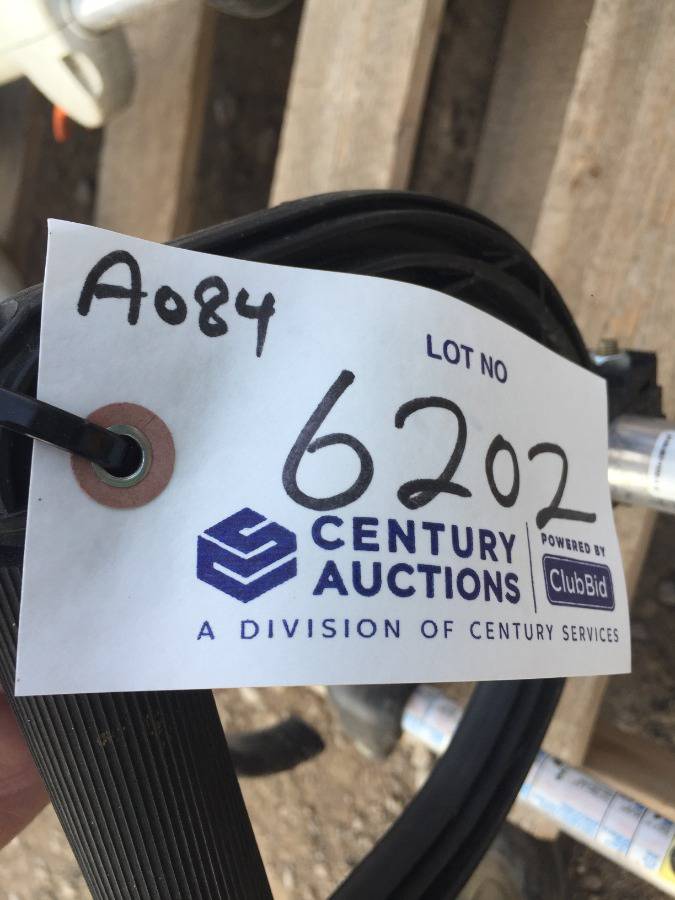 A084
LOT NO
6202
CENTURY
AUCTIONS
POWERED BY
ClubBid
A DIVISION OF CENTURY SERVICES